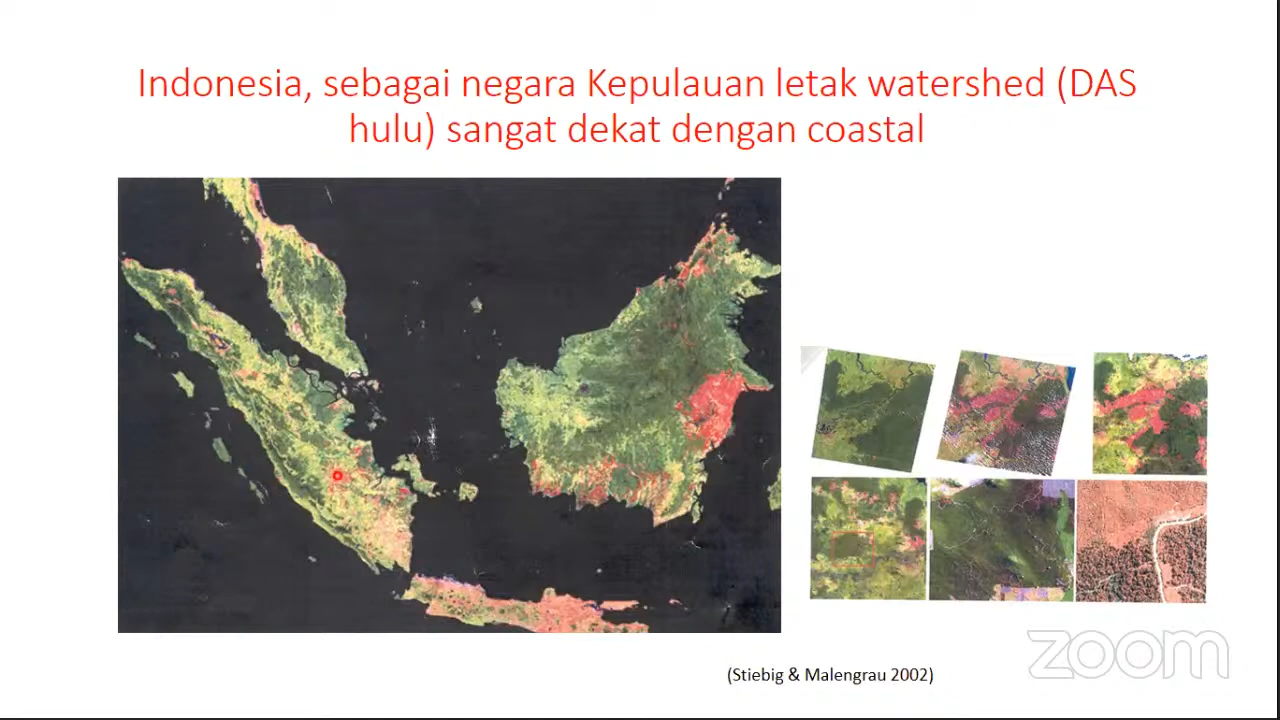 Indonesia, sebagai negara Kepulauan letak watershed (DAS
hulu) sangat dekat dengan coastal
(Stiebig & Malengrau 2002)
zoom